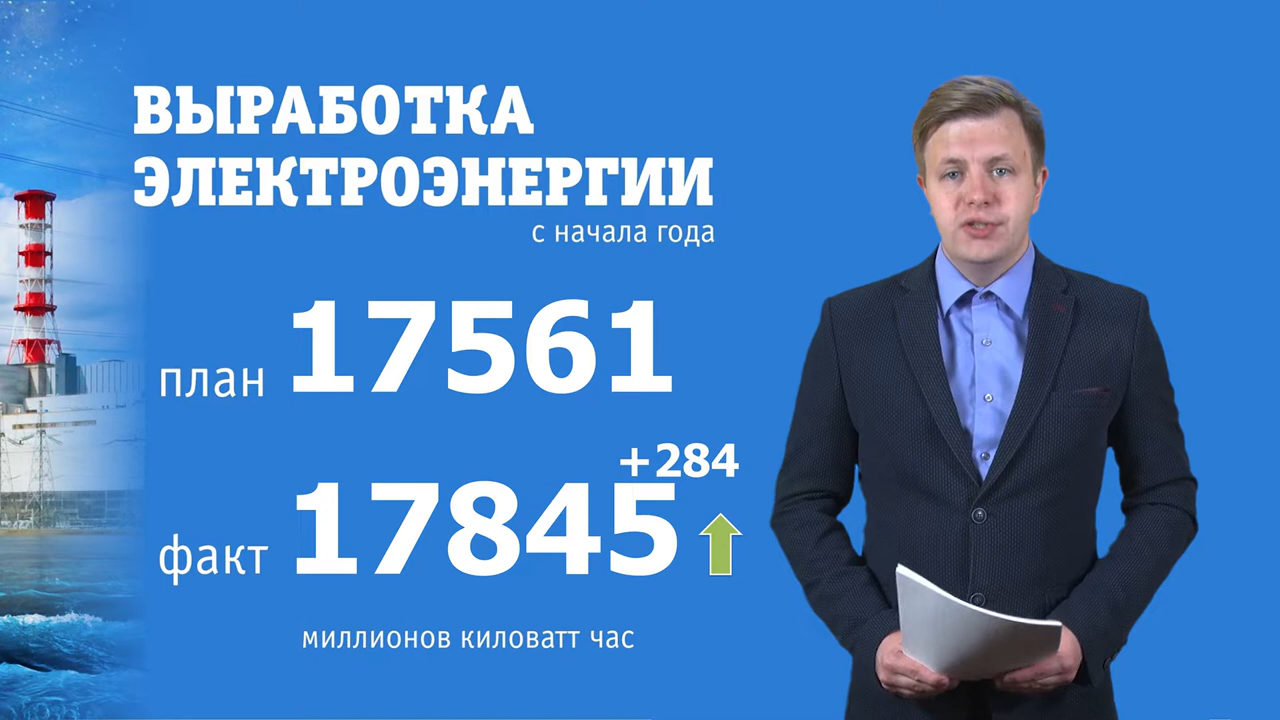 ВЫРАБОТКА
ЭЛЕКТРОЭНЕРГИИ
с начала года
план 17561
+284
факт 17845
миллионов киловатт час